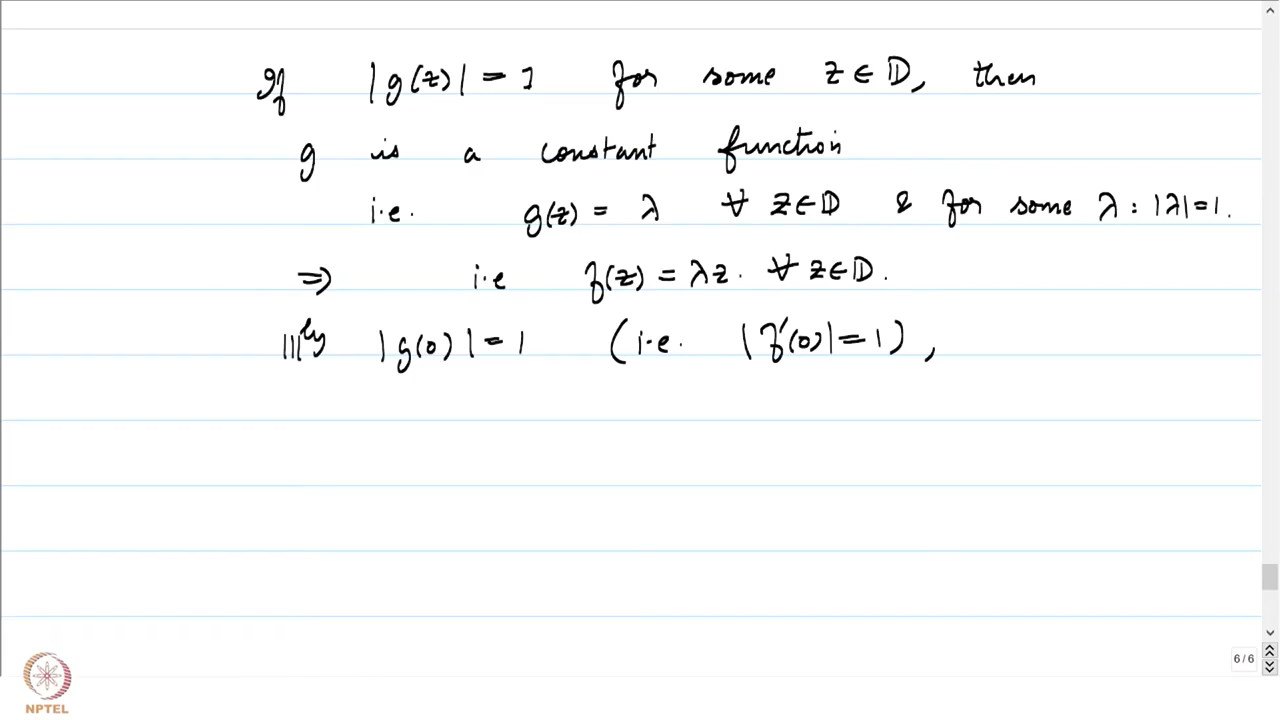 If |g(z)| = 1 for some z ∈ 𝔻, then
g is a constant function
i.e. g(z) = λ ∀ z ∈ 𝔻 & for some λ : |λ| = 1.
⇒ i.e f(z) = λz. ∀ z ∈ 𝔻.
|||ly |g(0)| = 1 (i.e. |f'(0)| = 1),
6 / 6
NPTEL